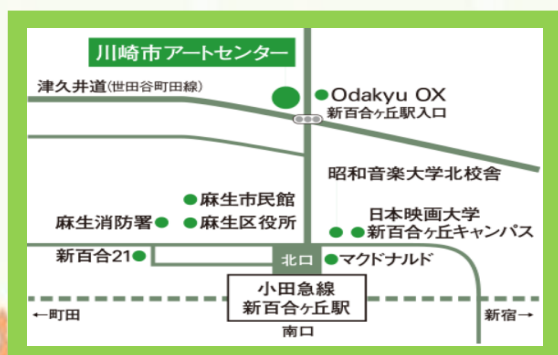 川崎市アートセンター
津久井道(世田谷町田線)
Odakyu OX
新百合ヶ丘駅入口
昭和音楽大学北校舎
麻生市民館
日本映画大学
麻生消防署
麻生区役所
新百合ヶ丘キャンパス
新百合21
北口
マクドナルド
小田急線
新百合ヶ丘駅
←町田
新宿→
南口